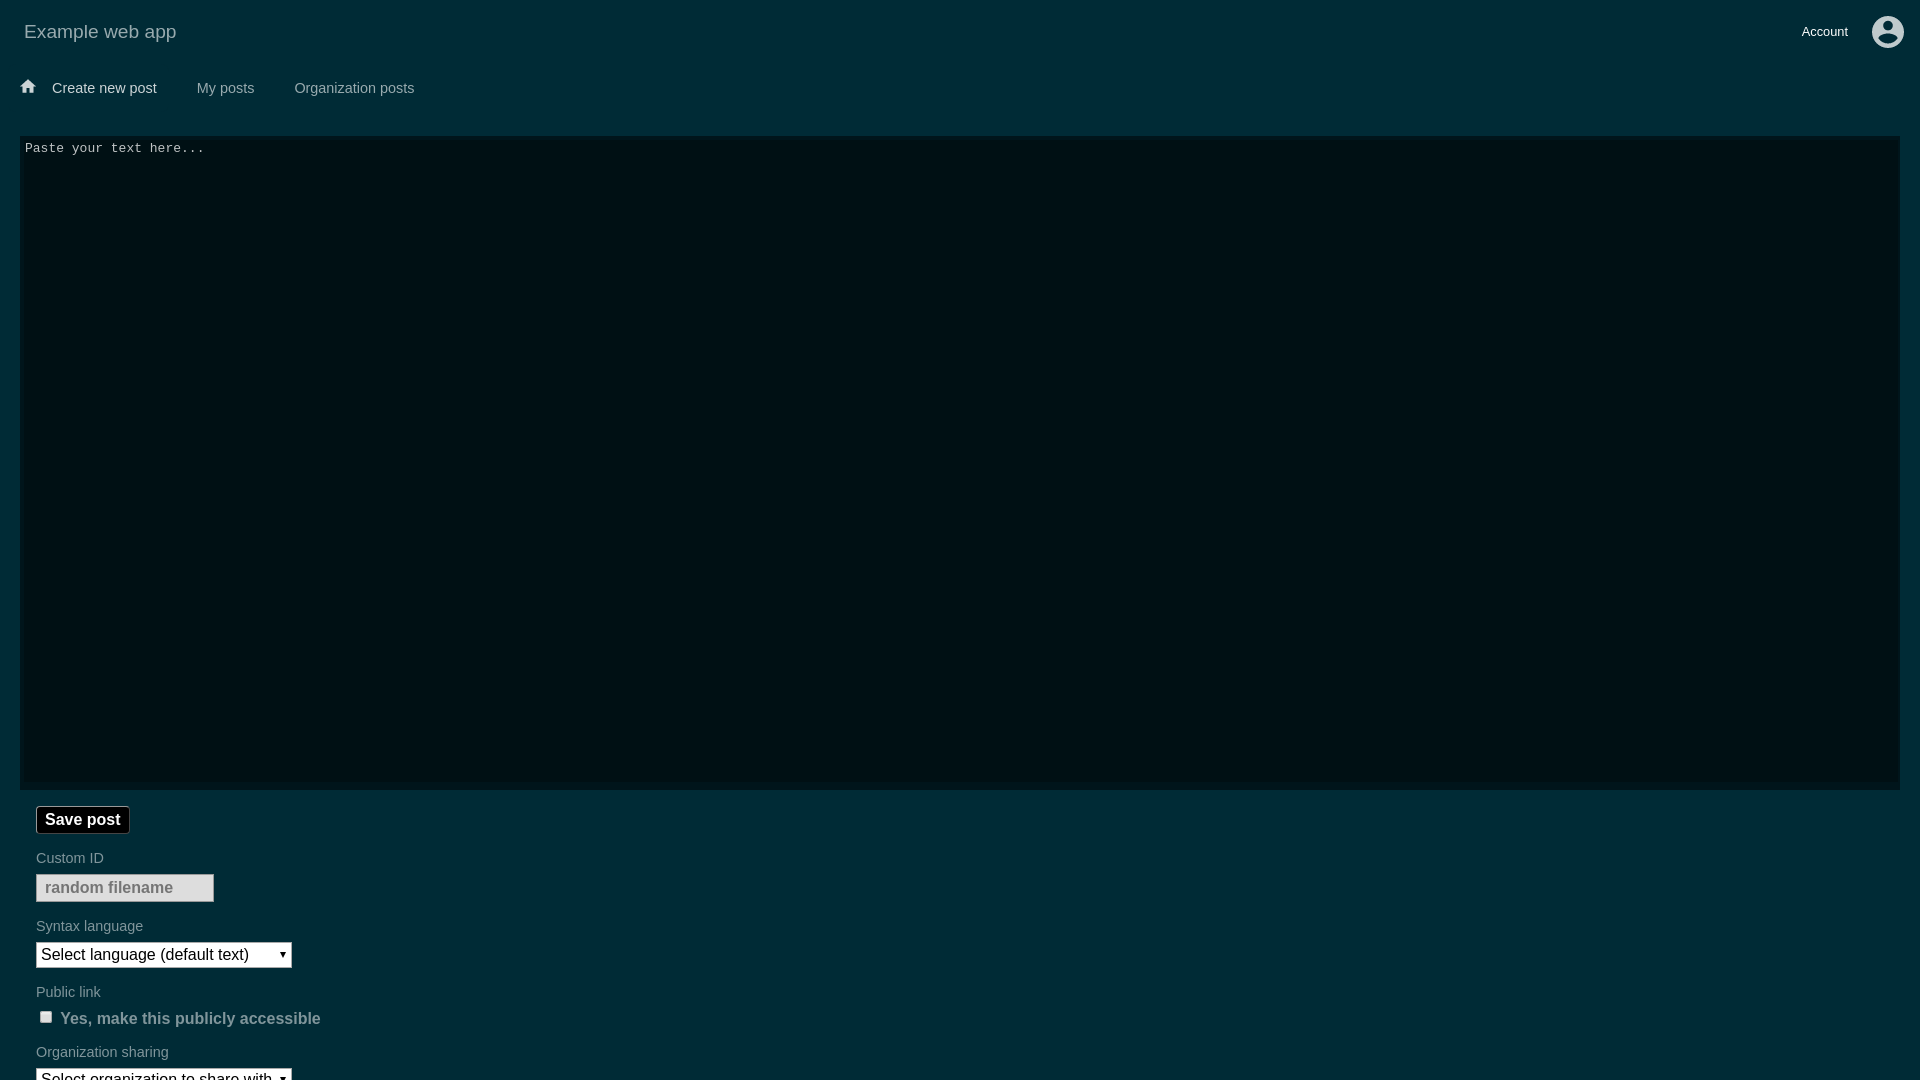 Example web app
Account
Create new post
My posts
Organization posts
Paste your text here...
Save post
Custom ID
random filename
Syntax language
Select language (default text)
Public link
Yes, make this publicly accessible
Organization sharing
Select organization to share with